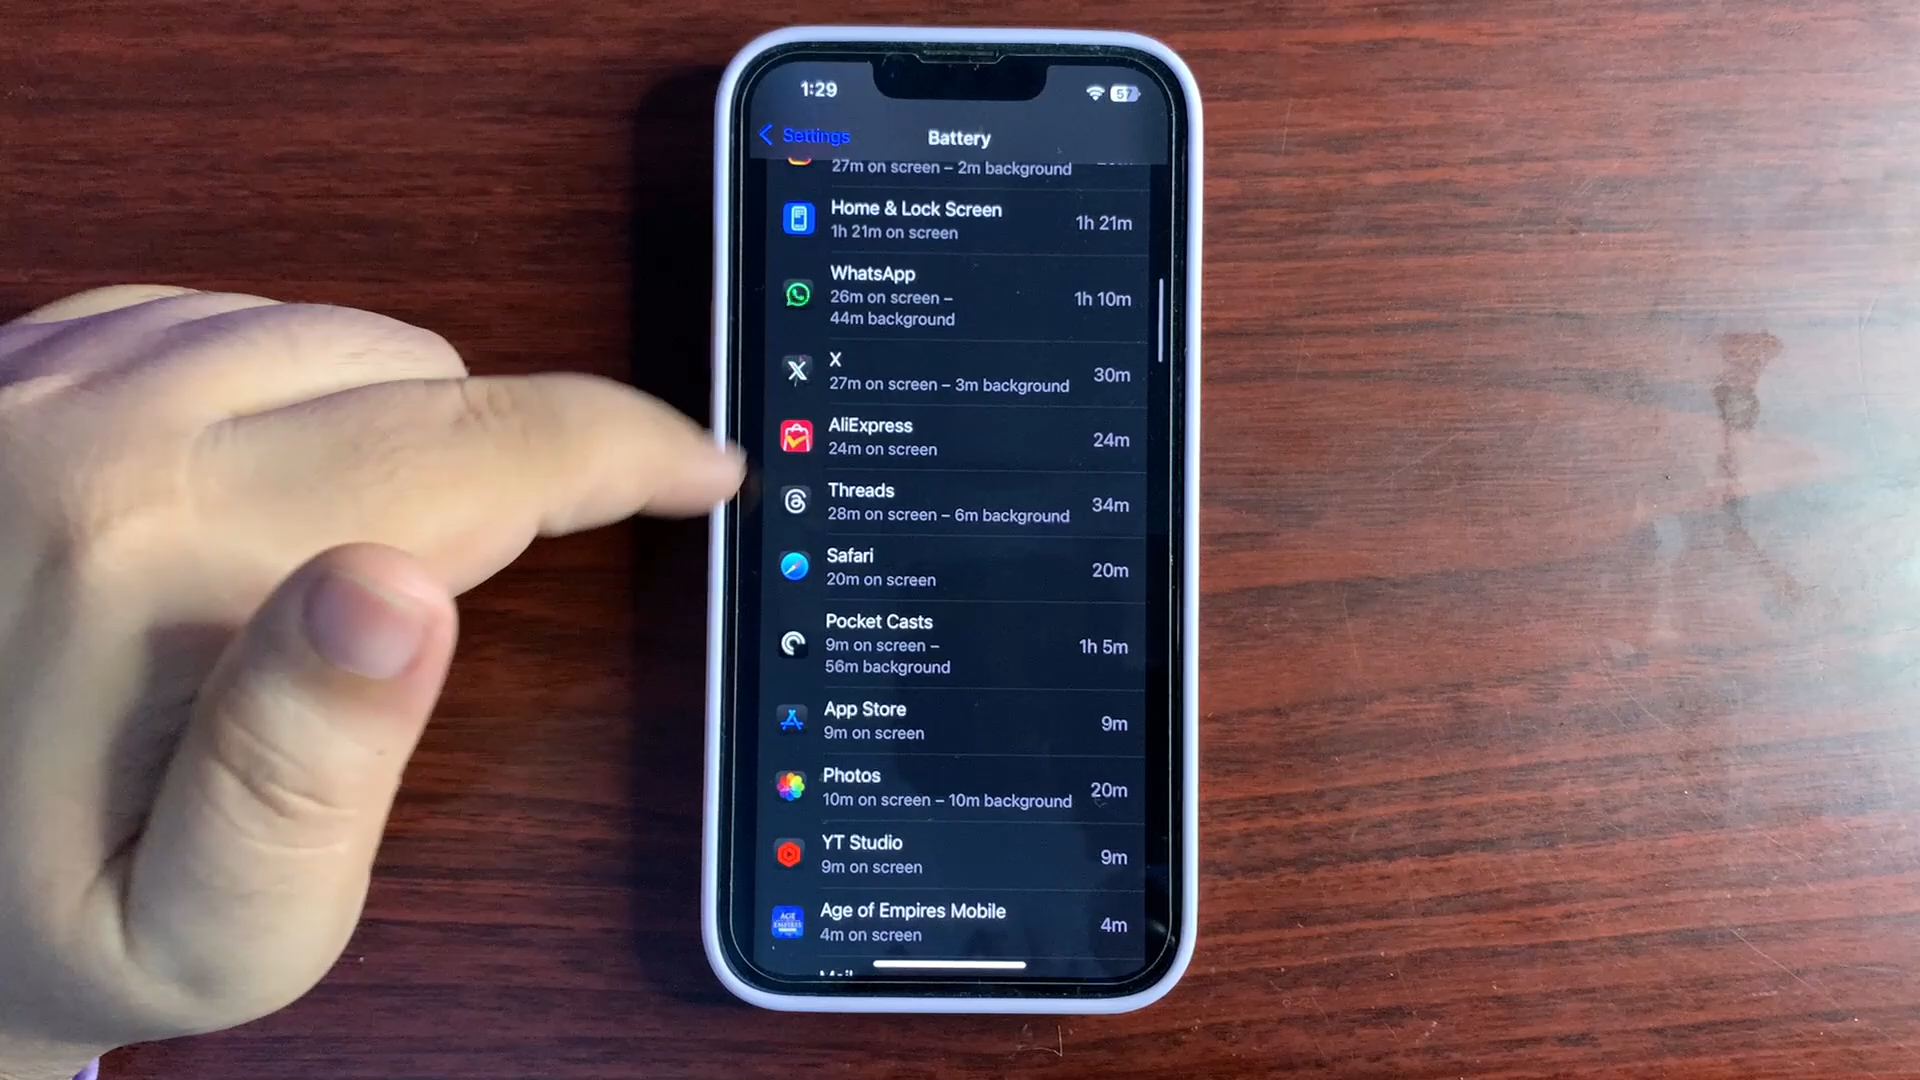 1:29
57
Settings
Battery
27m on screen – 2m background
Home & Lock Screen
1h 21m on screen
1h 21m
WhatsApp
26m on screen –
44m background
1h 10m
X
27m on screen – 3m background
30m
AliExpress
24m on screen
24m
Threads
28m on screen – 6m background
34m
Safari
20m on screen
20m
Pocket Casts
9m on screen –
56m background
1h 5m
App Store
9m on screen
9m
Photos
10m on screen – 10m background
20m
YT Studio
9m on screen
9m
AGE
EMPIRES
Age of Empires Mobile
4m on screen
4m
Mail